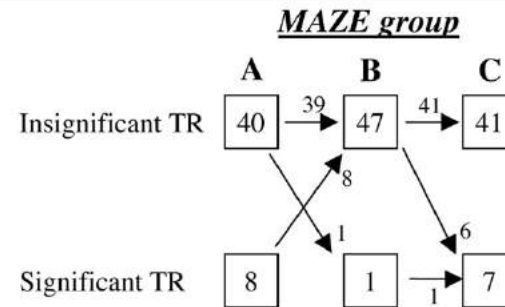 MAZE group
A B C
39 41
Insignificant TR 40 47 41
8
1 6
Significant TR 8 1 7
1